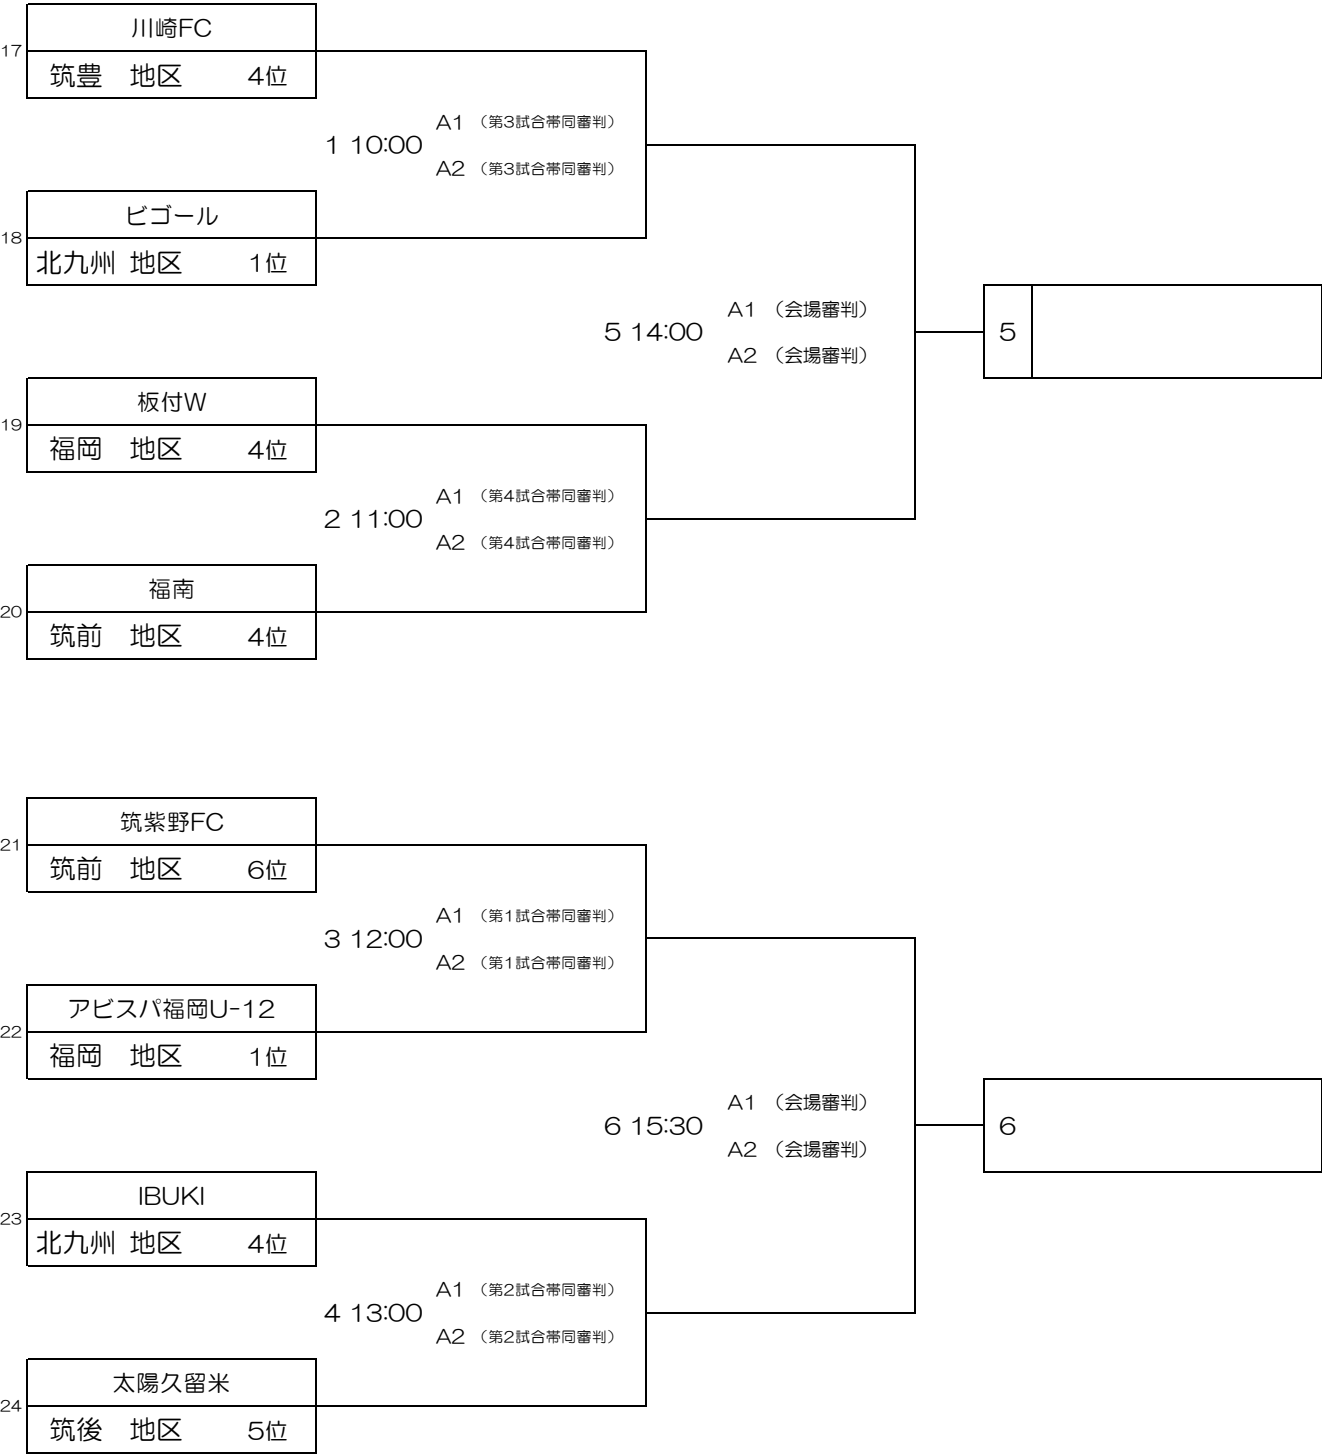 川崎FC
17
筑豊 地区 4位
A1 （第3試合帯同審判）
1 10:00
A2 （第3試合帯同審判）
ビゴール
18
北九州 地区 1位
A1 （会場審判）
5 14:00
5
A2 （会場審判）
板付W
19
福岡 地区 4位
A1 （第4試合帯同審判）
2 11:00
A2 （第4試合帯同審判）
福南
20
筑前 地区 4位
筑紫野FC
21
筑前 地区 6位
A1 （第1試合帯同審判）
3 12:00
A2 （第1試合帯同審判）
アビスパ福岡U-12
22
福岡 地区 1位
A1 （会場審判）
6 15:30
6
A2 （会場審判）
IBUKI
23
北九州 地区 4位
A1 （第2試合帯同審判）
4 13:00
A2 （第2試合帯同審判）
太陽久留米
24
筑後 地区 5位